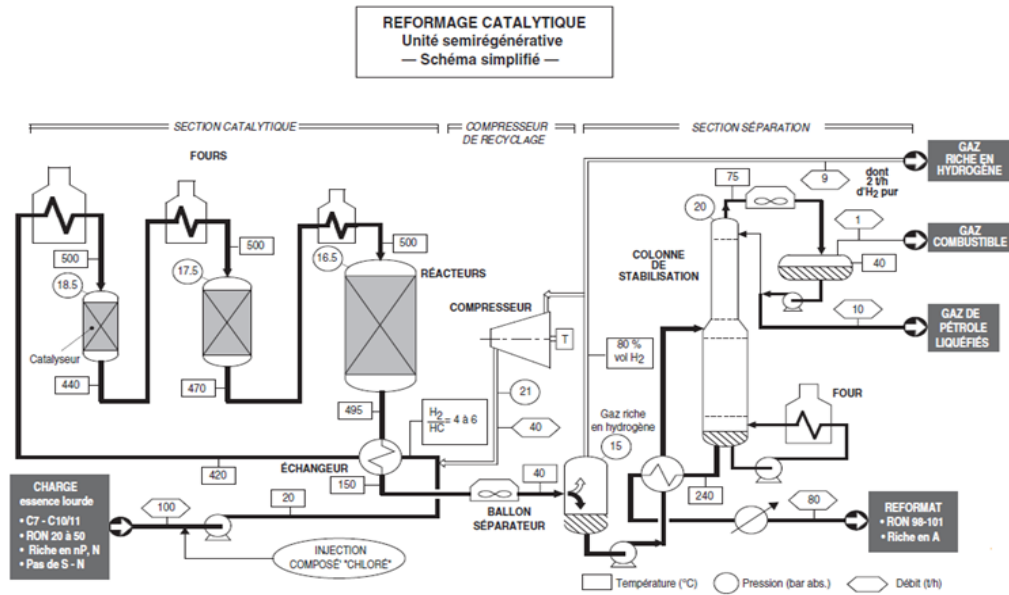 REFORMAGE CATALYTIQUE
Unité semirégénérative
— Schéma simplifié —
SECTION CATALYTIQUE
COMPRESSEUR
DE RECYCLAGE
SECTION SÉPARATION
FOURS
GAZ
RICHE EN
HYDROGÈNE
9
dont
2 t/h
d'H2 pur
75
20
1
GAZ
COMBUSTIBLE
40
500
500
500
18.5
17.5
16.5
RÉACTEURS
COLONNE
DE
STABILISATION
COMPRESSEUR
T
10
GAZ DE
PÉTROLE
LIQUÉFIÉS
Catalyseur
440
470
495
80 %
vol H2
21
H2
HC = 4 à 6
40
Gaz riche
en hydrogène
15
FOUR
420
ÉCHANGEUR
150
40
240
CHARGE
essence lourde
• C7 - C10/11
• RON 20 à 50
• Riche en nP, N
• Pas de S - N
100
20
BALLON
SÉPARATEUR
80
REFORMAT
• RON 98-101
• Riche en A
INJECTION
COMPOSÉ' "CHLORÉ"
Température (°C)
Pression (bar abs.)
Débit (t/h)